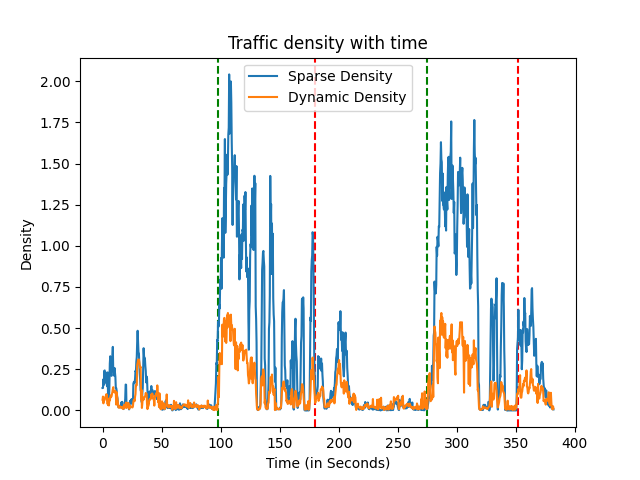 Traffic density with time
Sparse Density
Dynamic Density
Density
2.00
1.75
1.50
1.25
1.00
0.75
0.50
0.25
0.00
0 50 100 150 200 250 300 350 400
Time (in Seconds)